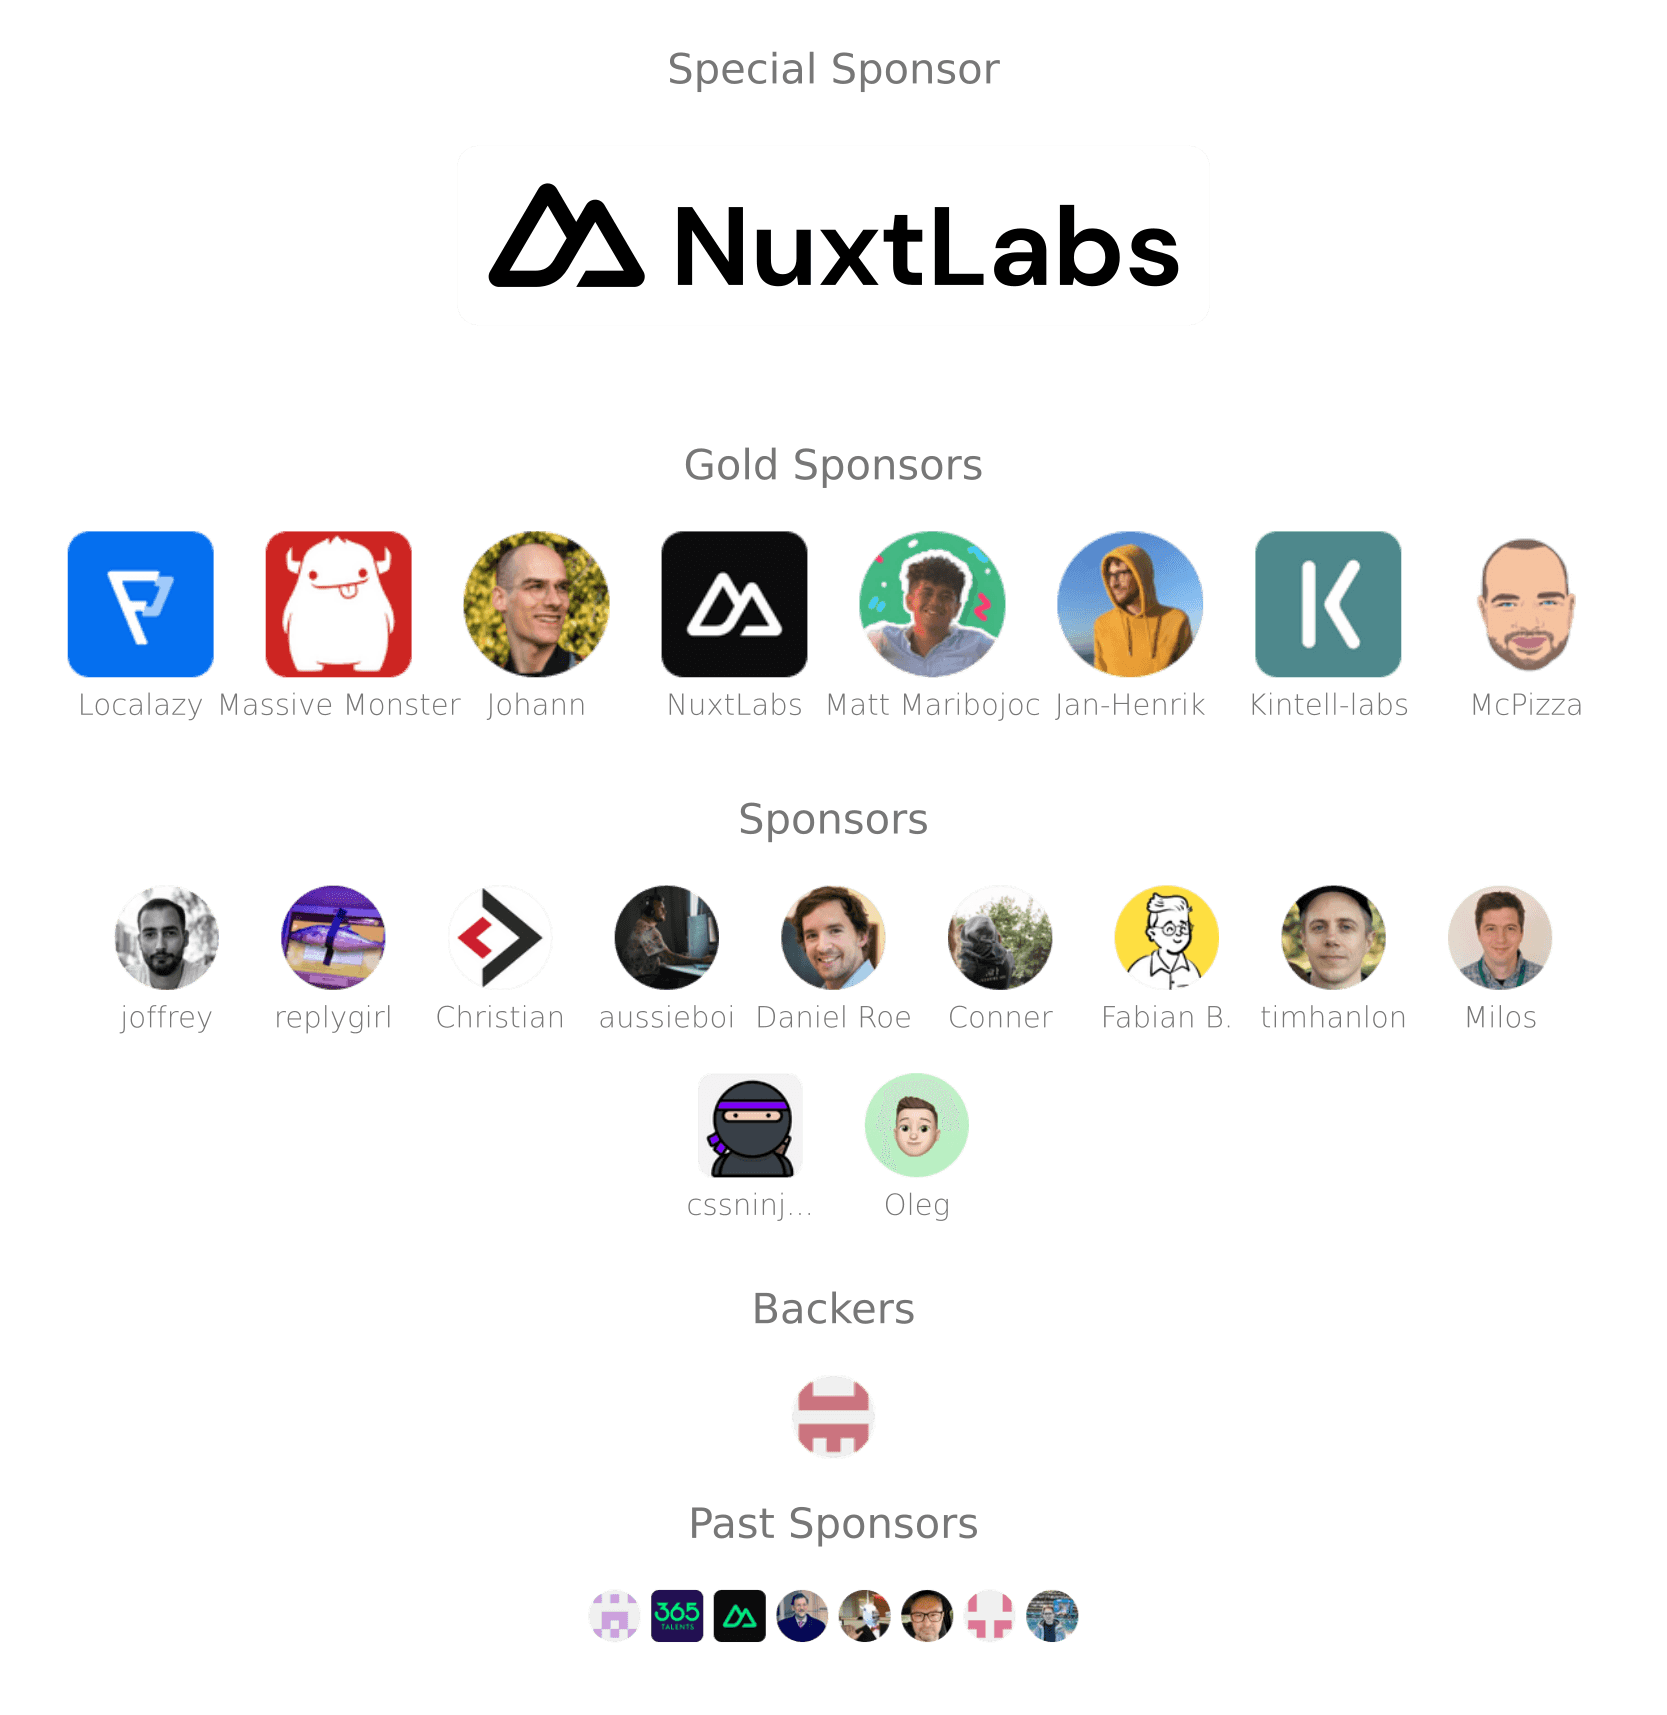 Special Sponsor
NuxtLabs
Gold Sponsors
Localazy Massive Monster Johann NuxtLabs Matt Maribojoc Jan-Henrik Kintell-labs McPizza
Sponsors
joffrey replygirl Christian aussieboi Daniel Roe Conner Fabian B. timhanlon Milos
cssninj... Oleg
Backers
Past Sponsors
365
TALENTS